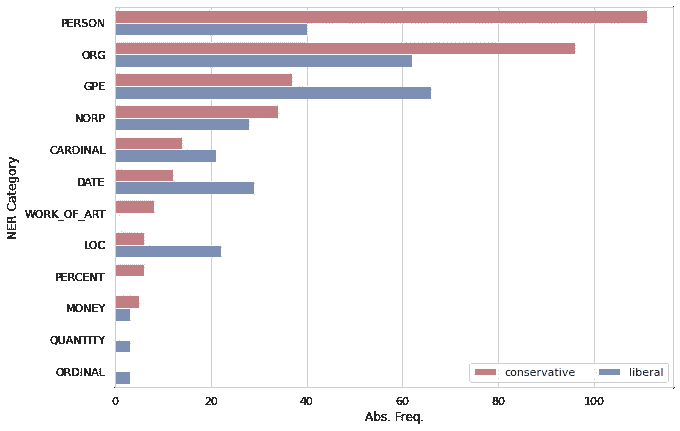 NER Category
PERSON
ORG
GPE
NORP
CARDINAL
DATE
WORK_OF_ART
LOC
PERCENT
MONEY
QUANTITY
ORDINAL
conservative liberal
0 20 40 60 80 100
Abs. Freq.